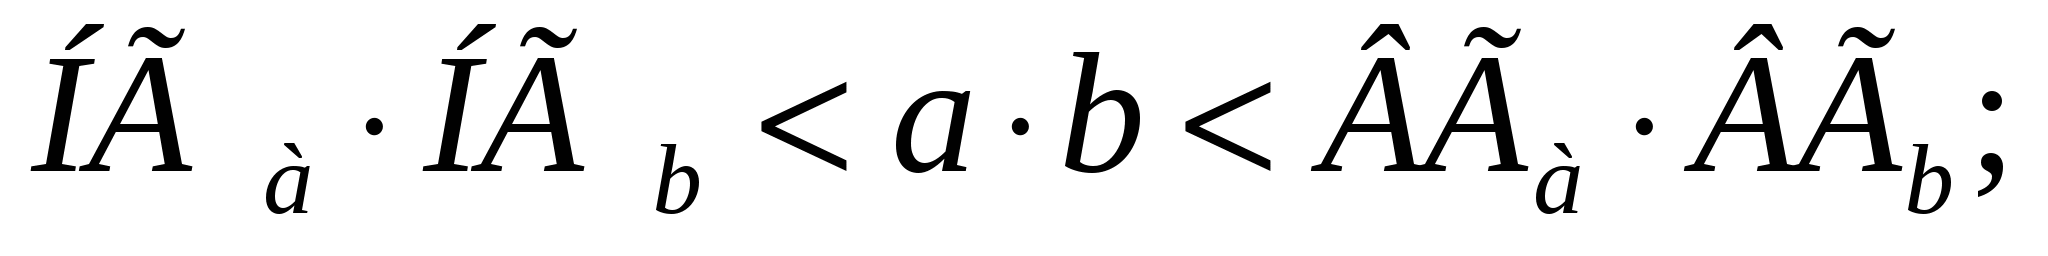 ÍÃ à · ÍÃ b < a · b < ÂÃà · ÂÃb ;